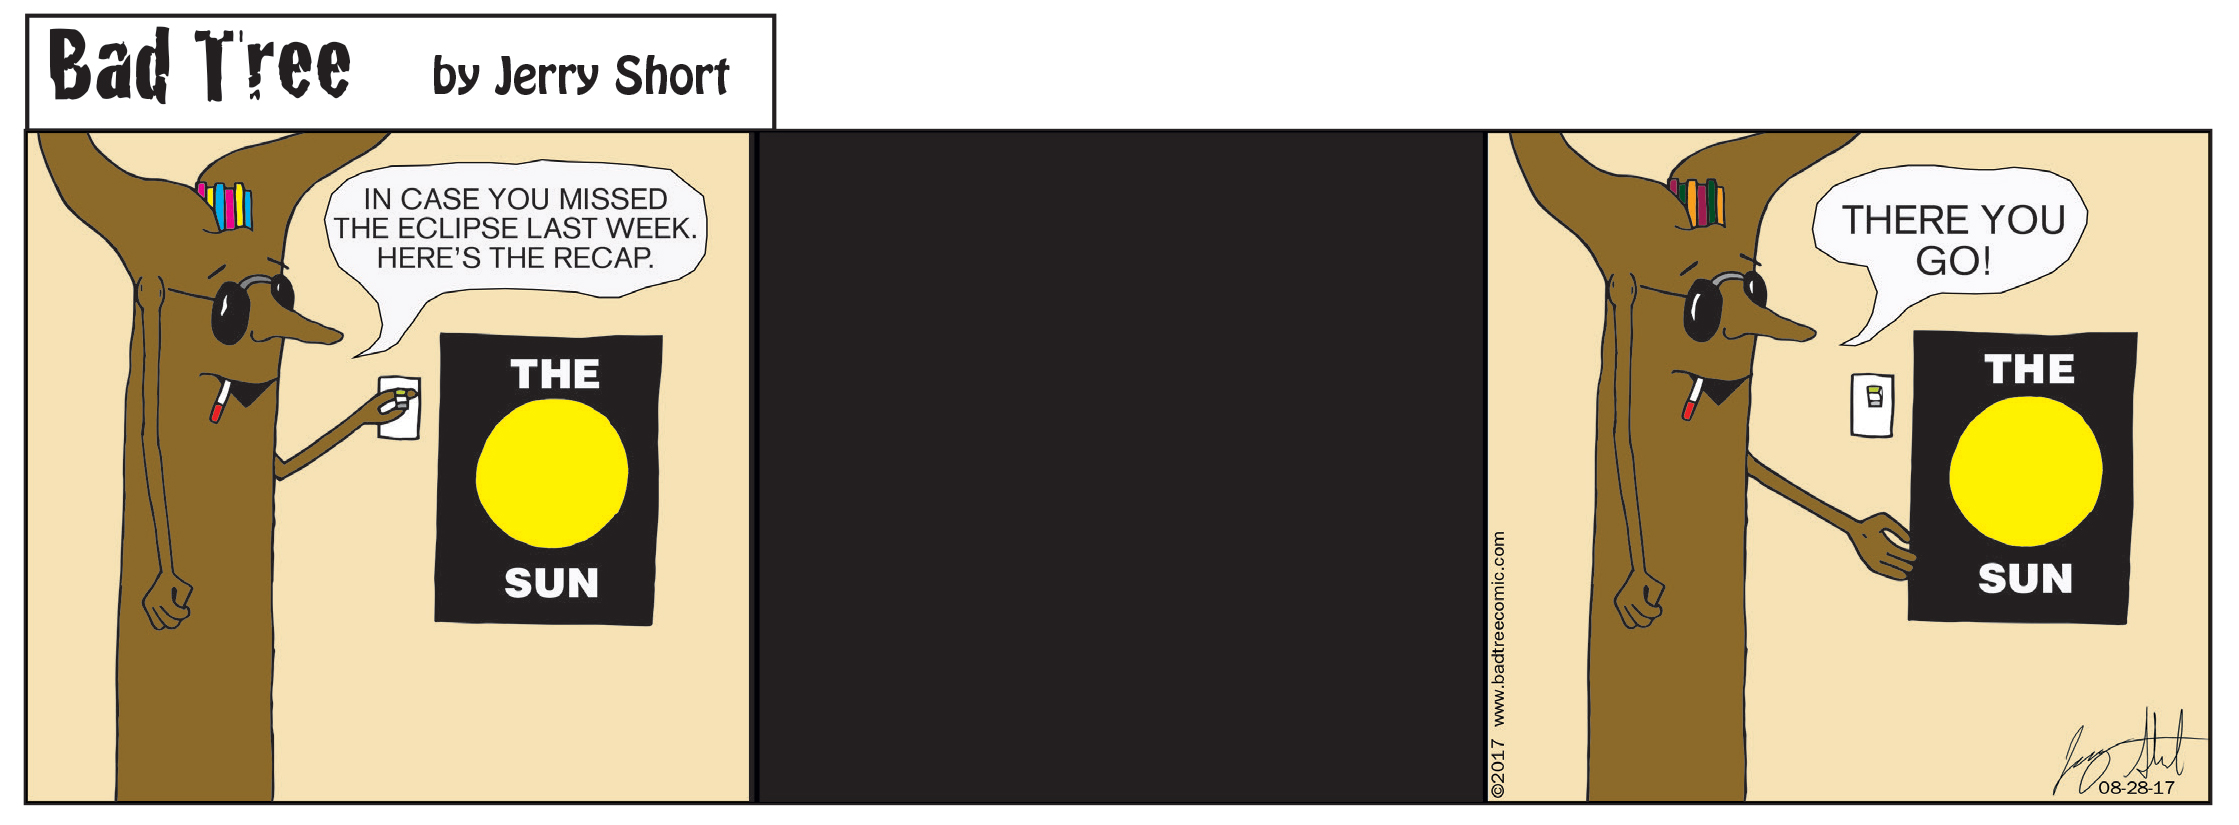 Bad Tree by Jerry Short
IN CASE YOU MISSED
THE ECLIPSE LAST WEEK.
HERE'S THE RECAP.
THE
SUN
THERE YOU
GO!
THE
SUN
©2017 www.badtreecomic.com
Jerry Short
08-28-17